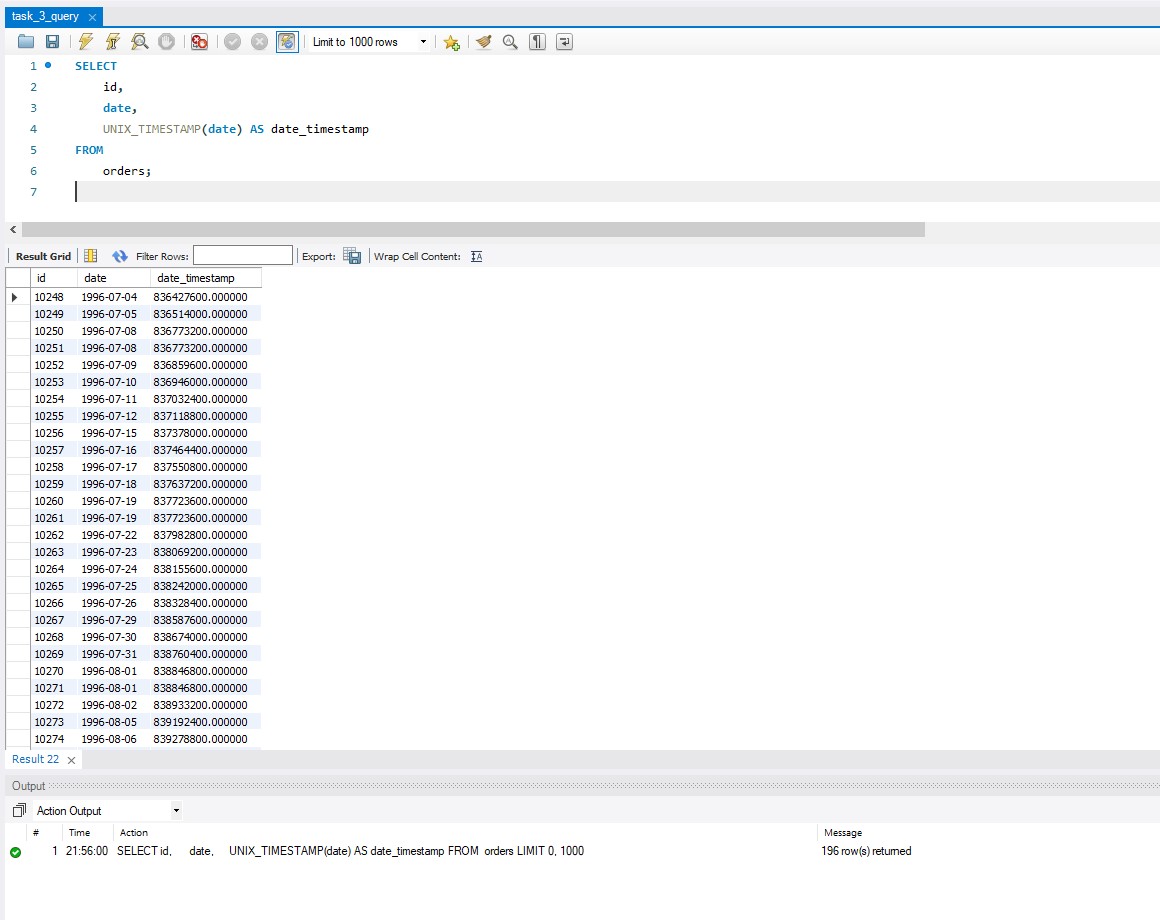 task_3_query
Limit to 1000 rows
1 SELECT
2 id,
3 date,
4 UNIX_TIMESTAMP(date) AS date_timestamp
5 FROM
6 orders;
7
Result Grid Filter Rows: Export: Wrap Cell Content:
id date date_timestamp
10248 1996-07-04 836427600.000000
10249 1996-07-05 836514000.000000
10250 1996-07-08 836773200.000000
10251 1996-07-08 836773200.000000
10252 1996-07-09 836859600.000000
10253 1996-07-10 836946000.000000
10254 1996-07-11 837032400.000000
10255 1996-07-12 837118800.000000
10256 1996-07-15 837378000.000000
10257 1996-07-16 837464400.000000
10258 1996-07-17 837550800.000000
10259 1996-07-18 837637200.000000
10260 1996-07-19 837723600.000000
10261 1996-07-19 837723600.000000
10262 1996-07-22 837982800.000000
10263 1996-07-23 838069200.000000
10264 1996-07-24 838155600.000000
10265 1996-07-25 838242000.000000
10266 1996-07-26 838328400.000000
10267 1996-07-29 838587600.000000
10268 1996-07-30 838674000.000000
10269 1996-07-31 838760400.000000
10270 1996-08-01 838846800.000000
10271 1996-08-01 838846800.000000
10272 1996-08-02 838933200.000000
10273 1996-08-05 839192400.000000
10274 1996-08-06 839278800.000000
Result 22
Output
Action Output
# Time Action Message
1 21:56:00 SELECT id, date, UNIX_TIMESTAMP(date) AS date_timestamp FROM orders LIMIT 0, 1000 196 row(s) returned